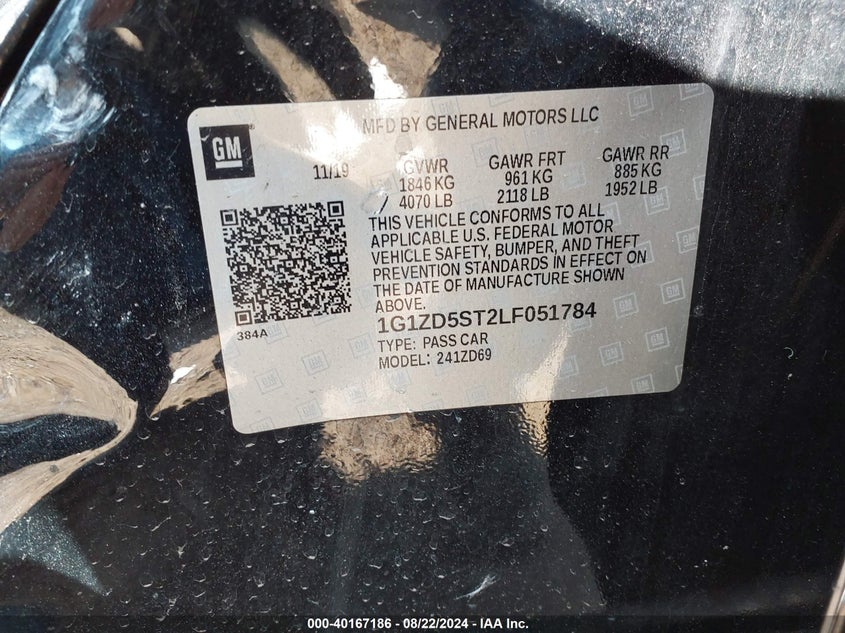 MFD BY GENERAL MOTORS LLC
GM
11/19 GVWR GAWR FRT GAWR RR
1846 KG 961 KG 885 KG
4070 LB 2118 LB 1952 LB
THIS VEHICLE CONFORMS TO ALL
APPLICABLE U.S. FEDERAL MOTOR
VEHICLE SAFETY, BUMPER, AND THEFT
PREVENTION STANDARDS IN EFFECT ON
THE DATE OF MANUFACTURE SHOWN
ABOVE.
384A
1G1ZD5ST2LF051784
TYPE: PASS CAR
MODEL: 241ZD69
000-40167186 - 08/22/2024 - IAA Inc.